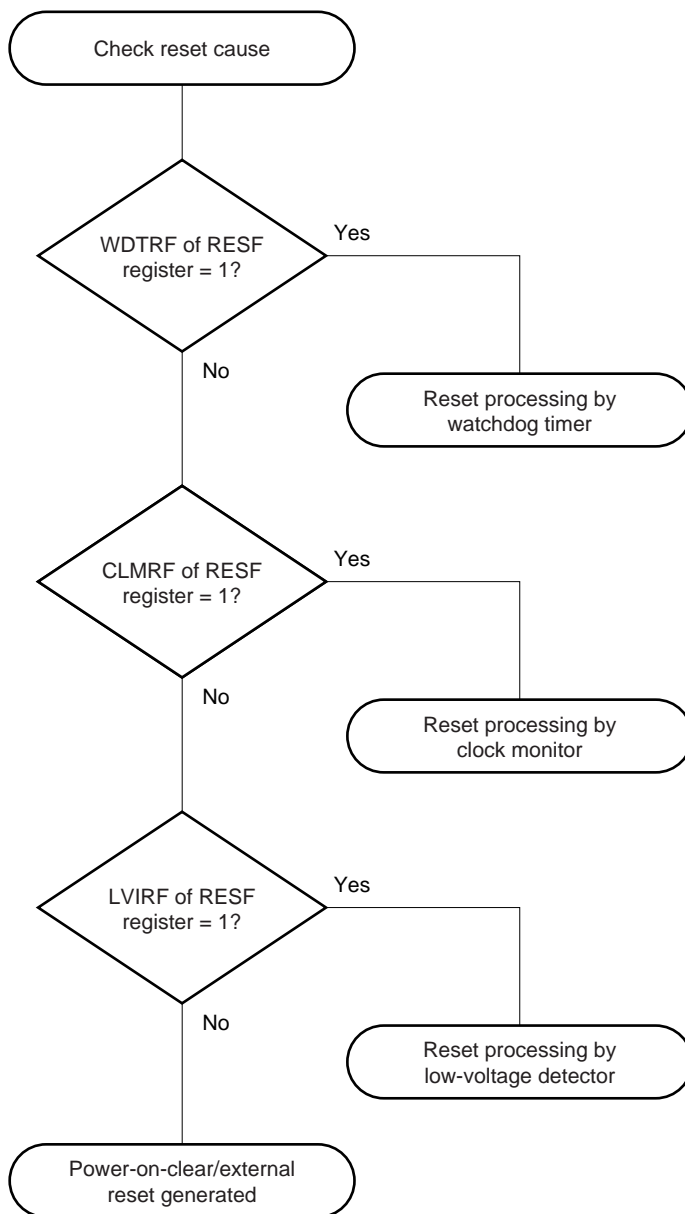 Check reset cause
WDTRF of RESF
register = 1?
Yes
No
Reset processing by
watchdog timer
CLMRF of RESF
register = 1?
Yes
No
Reset processing by
clock monitor
LVIRF of RESF
register = 1?
Yes
No
Reset processing by
low-voltage detector
Power-on-clear/external
reset generated